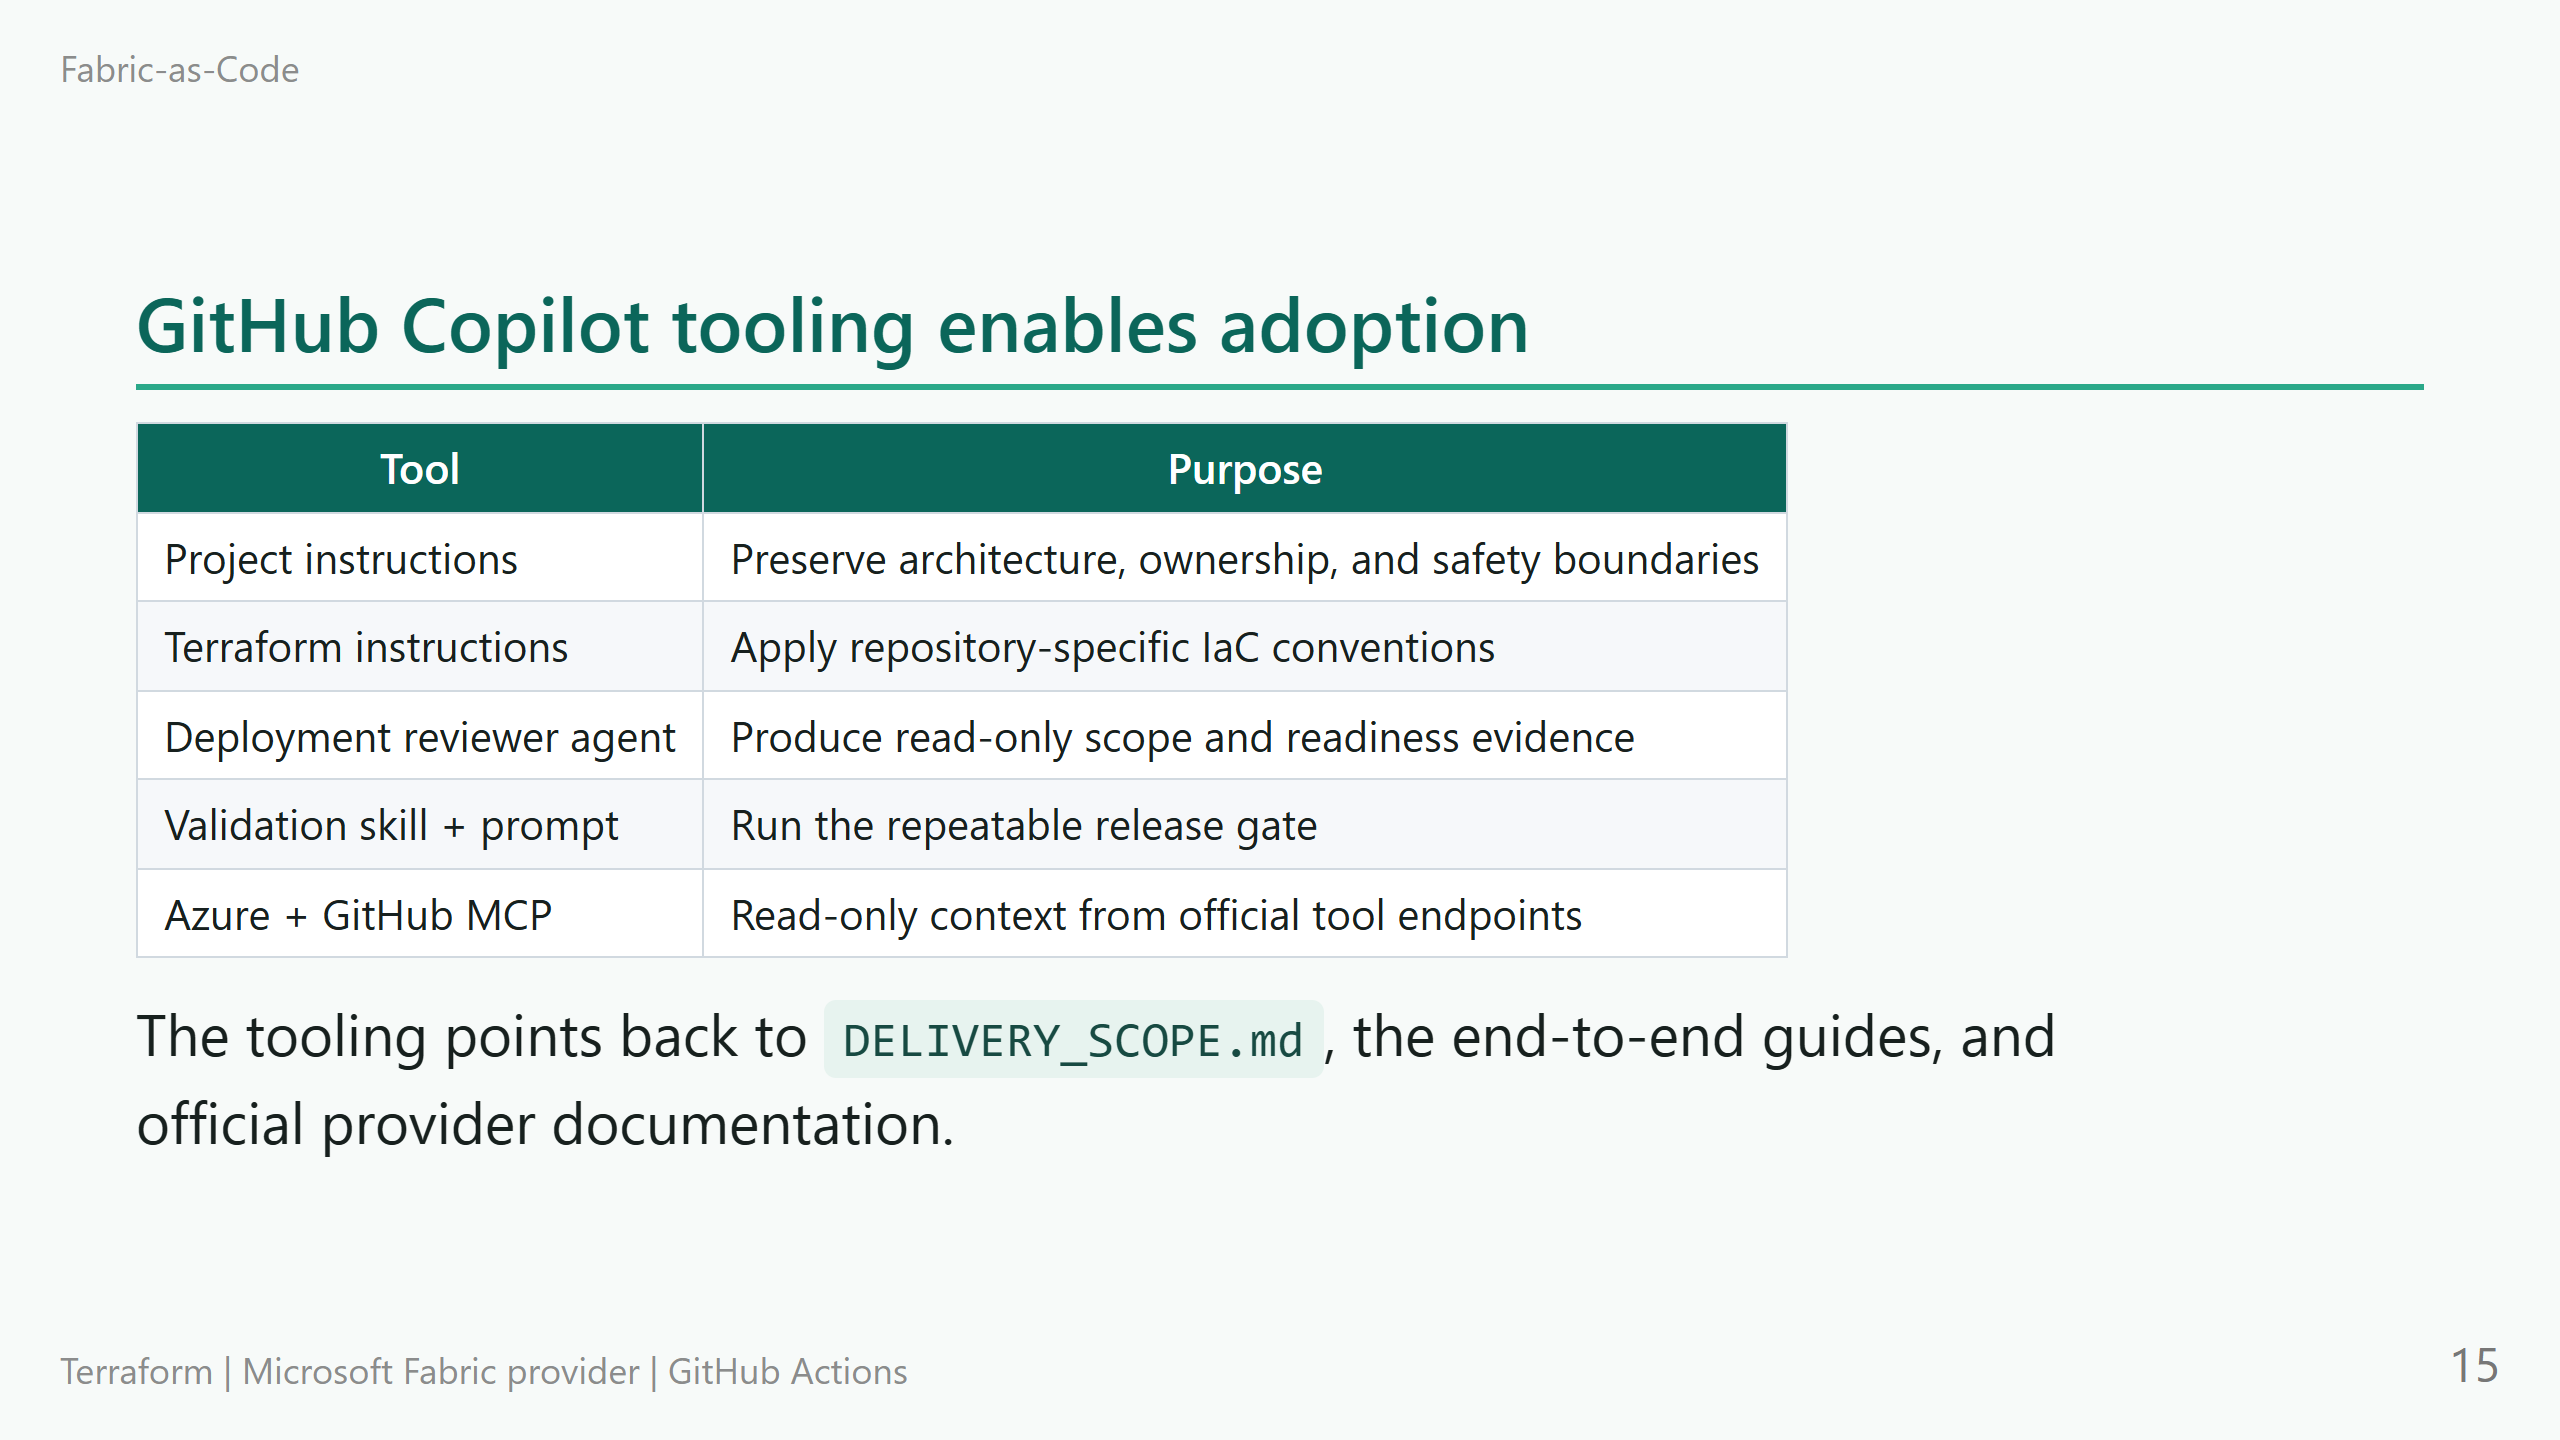 Fabric-as-Code
GitHub Copilot tooling enables adoption
Tool Purpose
Project instructions Preserve architecture, ownership, and safety boundaries
Terraform instructions Apply repository-specific IaC conventions
Deployment reviewer agent Produce read-only scope and readiness evidence
Validation skill + prompt Run the repeatable release gate
Azure + GitHub MCP Read-only context from official tool endpoints
The tooling points back to DELIVERY_SCOPE.md, the end-to-end guides, and
official provider documentation.
Terraform | Microsoft Fabric provider | GitHub Actions
15